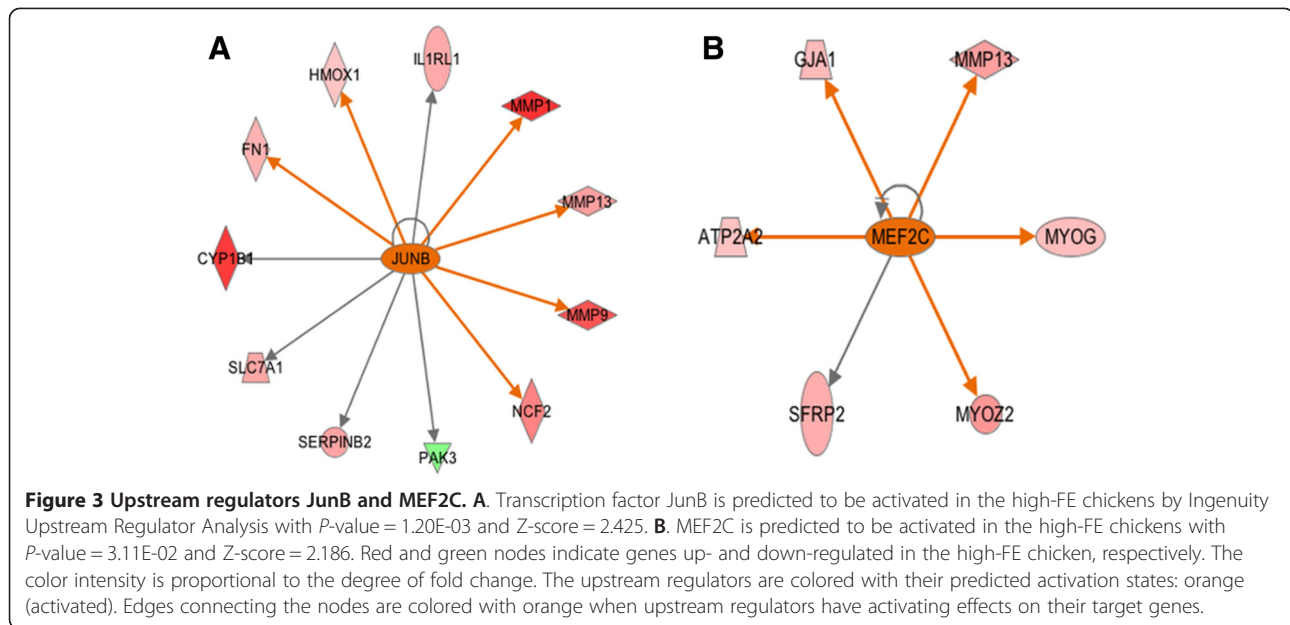 A
B
IL1RL1
HMOX1
MMP1
FN1
MMP13
JUNB
CYP1B1
MMP9
SLC7A1
NCF2
SERPINB2
PAK3
GJA1
MMP13
ATP2A2
MEF2C
MYOG
SFRP2
MYOZ2
Figure 3 Upstream regulators JunB and MEF2C. A. Transcription factor JunB is predicted to be activated in the high-FE chickens by Ingenuity
Upstream Regulator Analysis with P-value = 1.20E-03 and Z-score = 2.425. B. MEF2C is predicted to be activated in the high-FE chickens with
P-value = 3.11E-02 and Z-score = 2.186. Red and green nodes indicate genes up- and down-regulated in the high-FE chicken, respectively. The
color intensity is proportional to the degree of fold change. The upstream regulators are colored with their predicted activation states: orange
(activated). Edges connecting the nodes are colored with orange when upstream regulators have activating effects on their target genes.